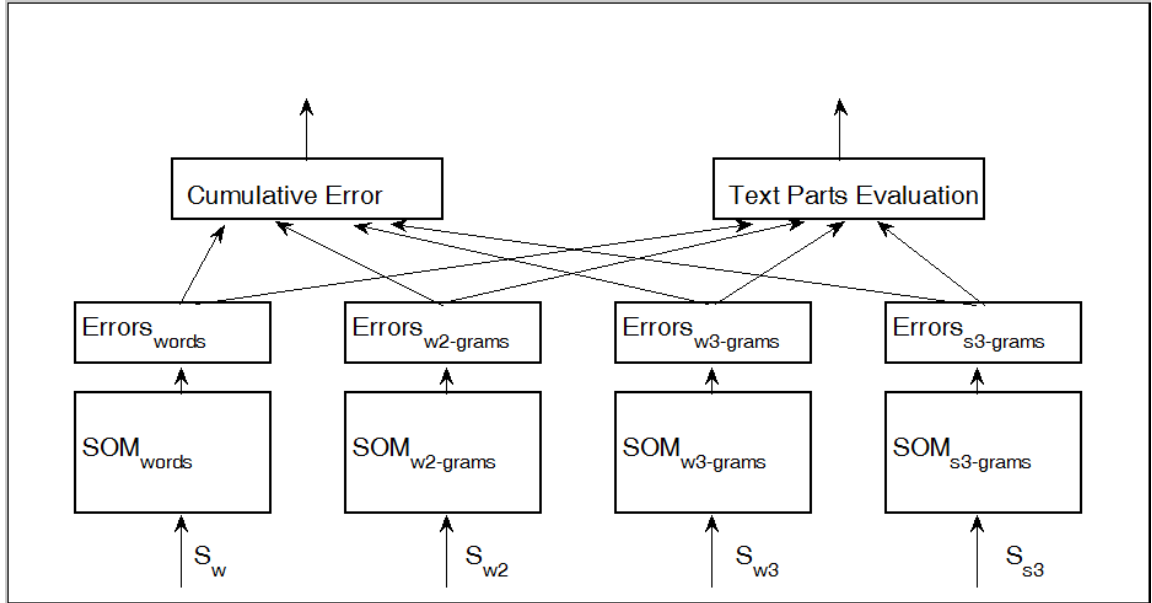 Cumulative Error
Text Parts Evaluation
Errors_words
Errors_w2-grams
Errors_w3-grams
Errors_s3-grams
SOM_words
SOM_w2-grams
SOM_w3-grams
SOM_s3-grams
S_w
S_w2
S_w3
S_s3